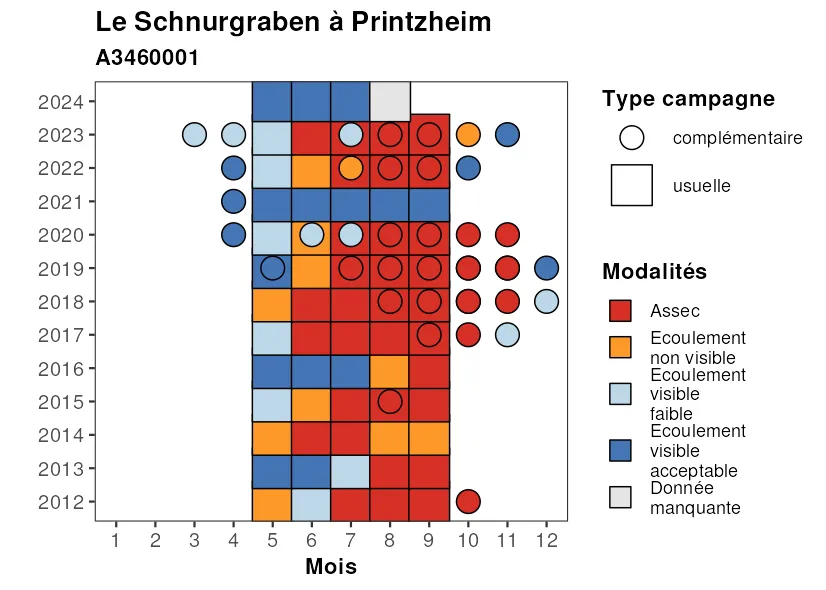 Le Schnurgraben à Printzheim
A3460001
2024
2023
2022
2021
2020
2019
2018
2017
2016
2015
2014
2013
2012
1 2 3 4 5 6 7 8 9 10 11 12
Mois
Type campagne
complémentaire
usuelle
Modalités
Assec
Ecoulement
non visible
Ecoulement
visible
faible
Ecoulement
visible
acceptable
Donnée
manquante